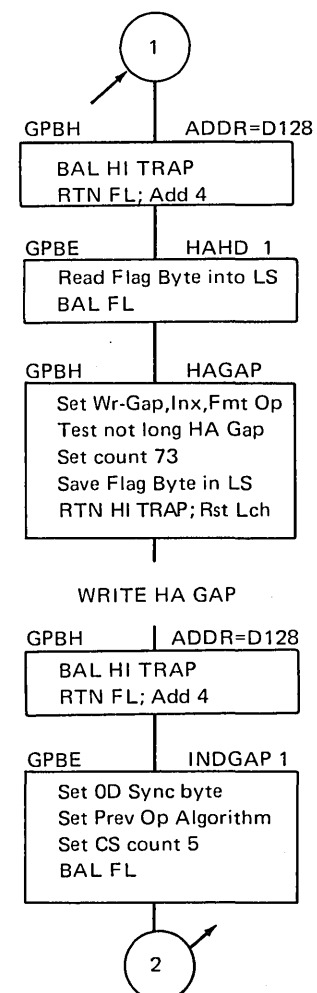 1
GPBH ADDR=D128
BAL HI TRAP
RTN FL; Add 4
GPBE HAHD 1
Read Flag Byte into LS
BAL FL
GPBH HAGAP
Set Wr-Gap,Inx,Fmt Op
Test not long HA Gap
Set count 73
Save Flag Byte in LS
RTN HI TRAP; Rst Lch
WRITE HA GAP
GPBH ADDR=D128
BAL HI TRAP
RTN FL; Add 4
GPBE INDGAP 1
Set 0D Sync byte
Set Prev Op Algorithm
Set CS count 5
BAL FL
2